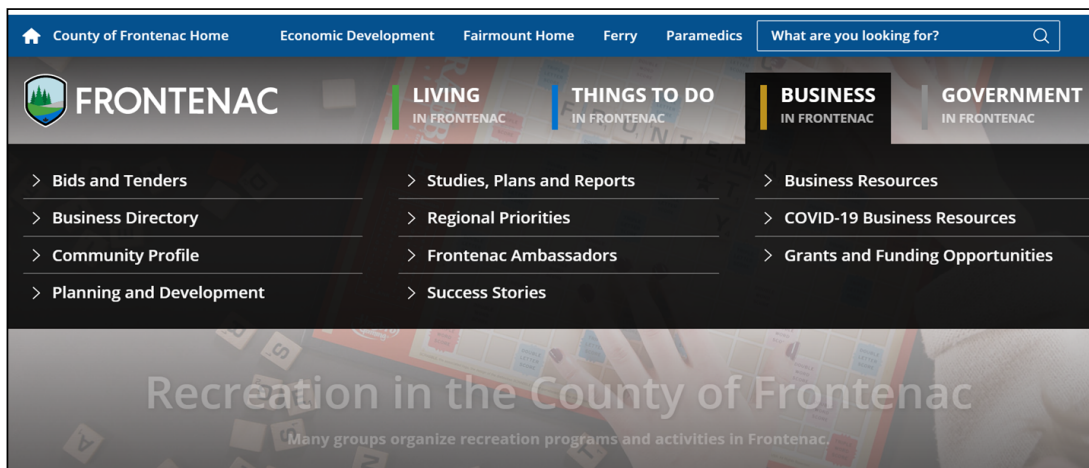 County of Frontenac Home Economic Development Fairmount Home Ferry Paramedics What are you looking for?
FRONTENAC
LIVING
IN FRONTENAC
THINGS TO DO
IN FRONTENAC
BUSINESS
IN FRONTENAC
GOVERNMENT
IN FRONTENAC
Bids and Tenders
Business Directory
Community Profile
Planning and Development
Studies, Plans and Reports
Regional Priorities
Frontenac Ambassadors
Success Stories
Business Resources
COVID-19 Business Resources
Grants and Funding Opportunities
Recreation in the County of Frontenac
Many groups organize recreation programs and activities in Frontenac.